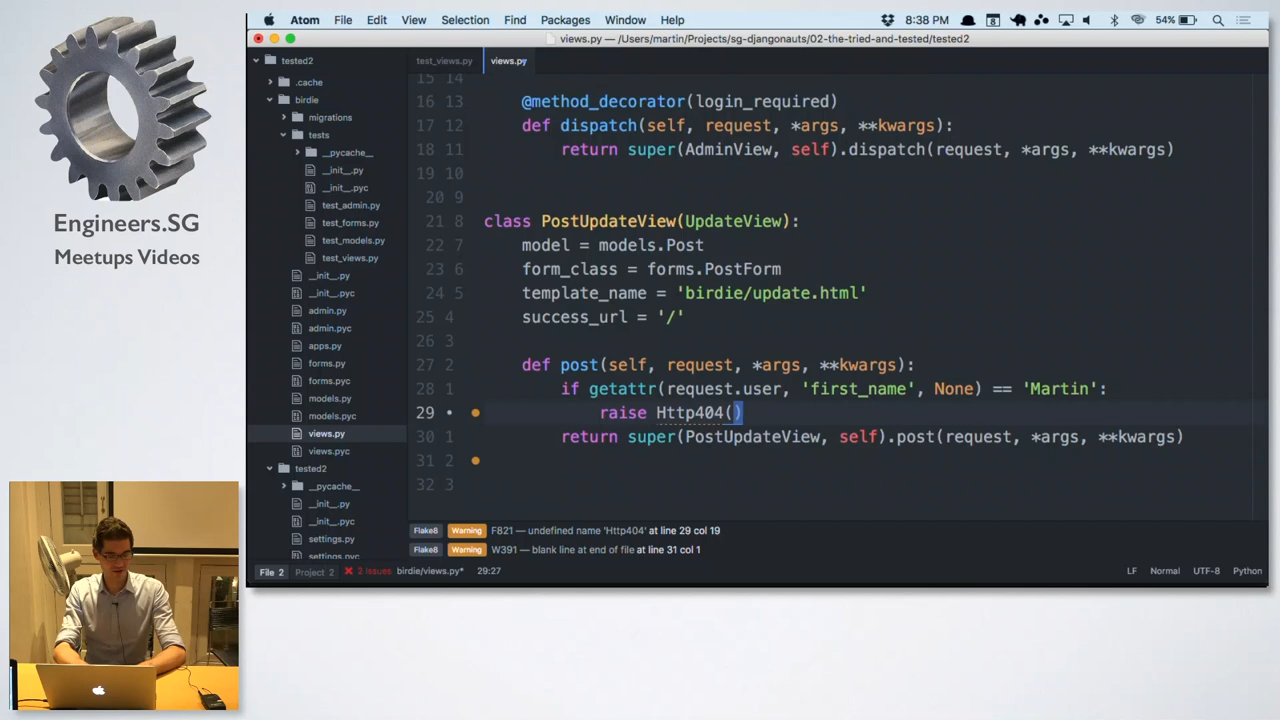 Engineers.SG
Meetups Videos
Atom File Edit View Selection Find Packages Window Help 8 8:38 PM 54%
views.py — /Users/martin/Projects/sg-djangonauts/02-the-tried-and-tested/tested2
tested2
.cache
birdie
migrations
tests
__pycache__
__init__.py
__init__.pyc
test_admin.py
test_forms.py
test_models.py
test_views.py
__init__.py
__init__.pyc
admin.py
admin.pyc
apps.py
forms.py
forms.pyc
models.py
models.pyc
views.py
views.pyc
tested2
__pycache__
__init__.py
__init__.pyc
settings.py
settings.pyc
test_views.py views.py
15 14
16 13 @method_decorator(login_required)
17 12 def dispatch(self, request, *args, **kwargs):
18 11 return super(AdminView, self).dispatch(request, *args, **kwargs)
19 10
20 9
21 8 class PostUpdateView(UpdateView):
22 7 model = models.Post
23 6 form_class = forms.PostForm
24 5 template_name = 'birdie/update.html'
25 4 success_url = '/'
26 3
27 2 def post(self, request, *args, **kwargs):
28 1 if getattr(request.user, 'first_name', None) == 'Martin':
29 • raise Http404()
30 1 return super(PostUpdateView, self).post(request, *args, **kwargs)
31 2
32 3
Flake8 Warning F821 — undefined name 'Http404' at line 29 col 19
Flake8 Warning W391 — blank line at end of file at line 31 col 1
File 2 Project 2 2 Issues birdie/views.py* 29:27 LF Normal UTF-8 Python